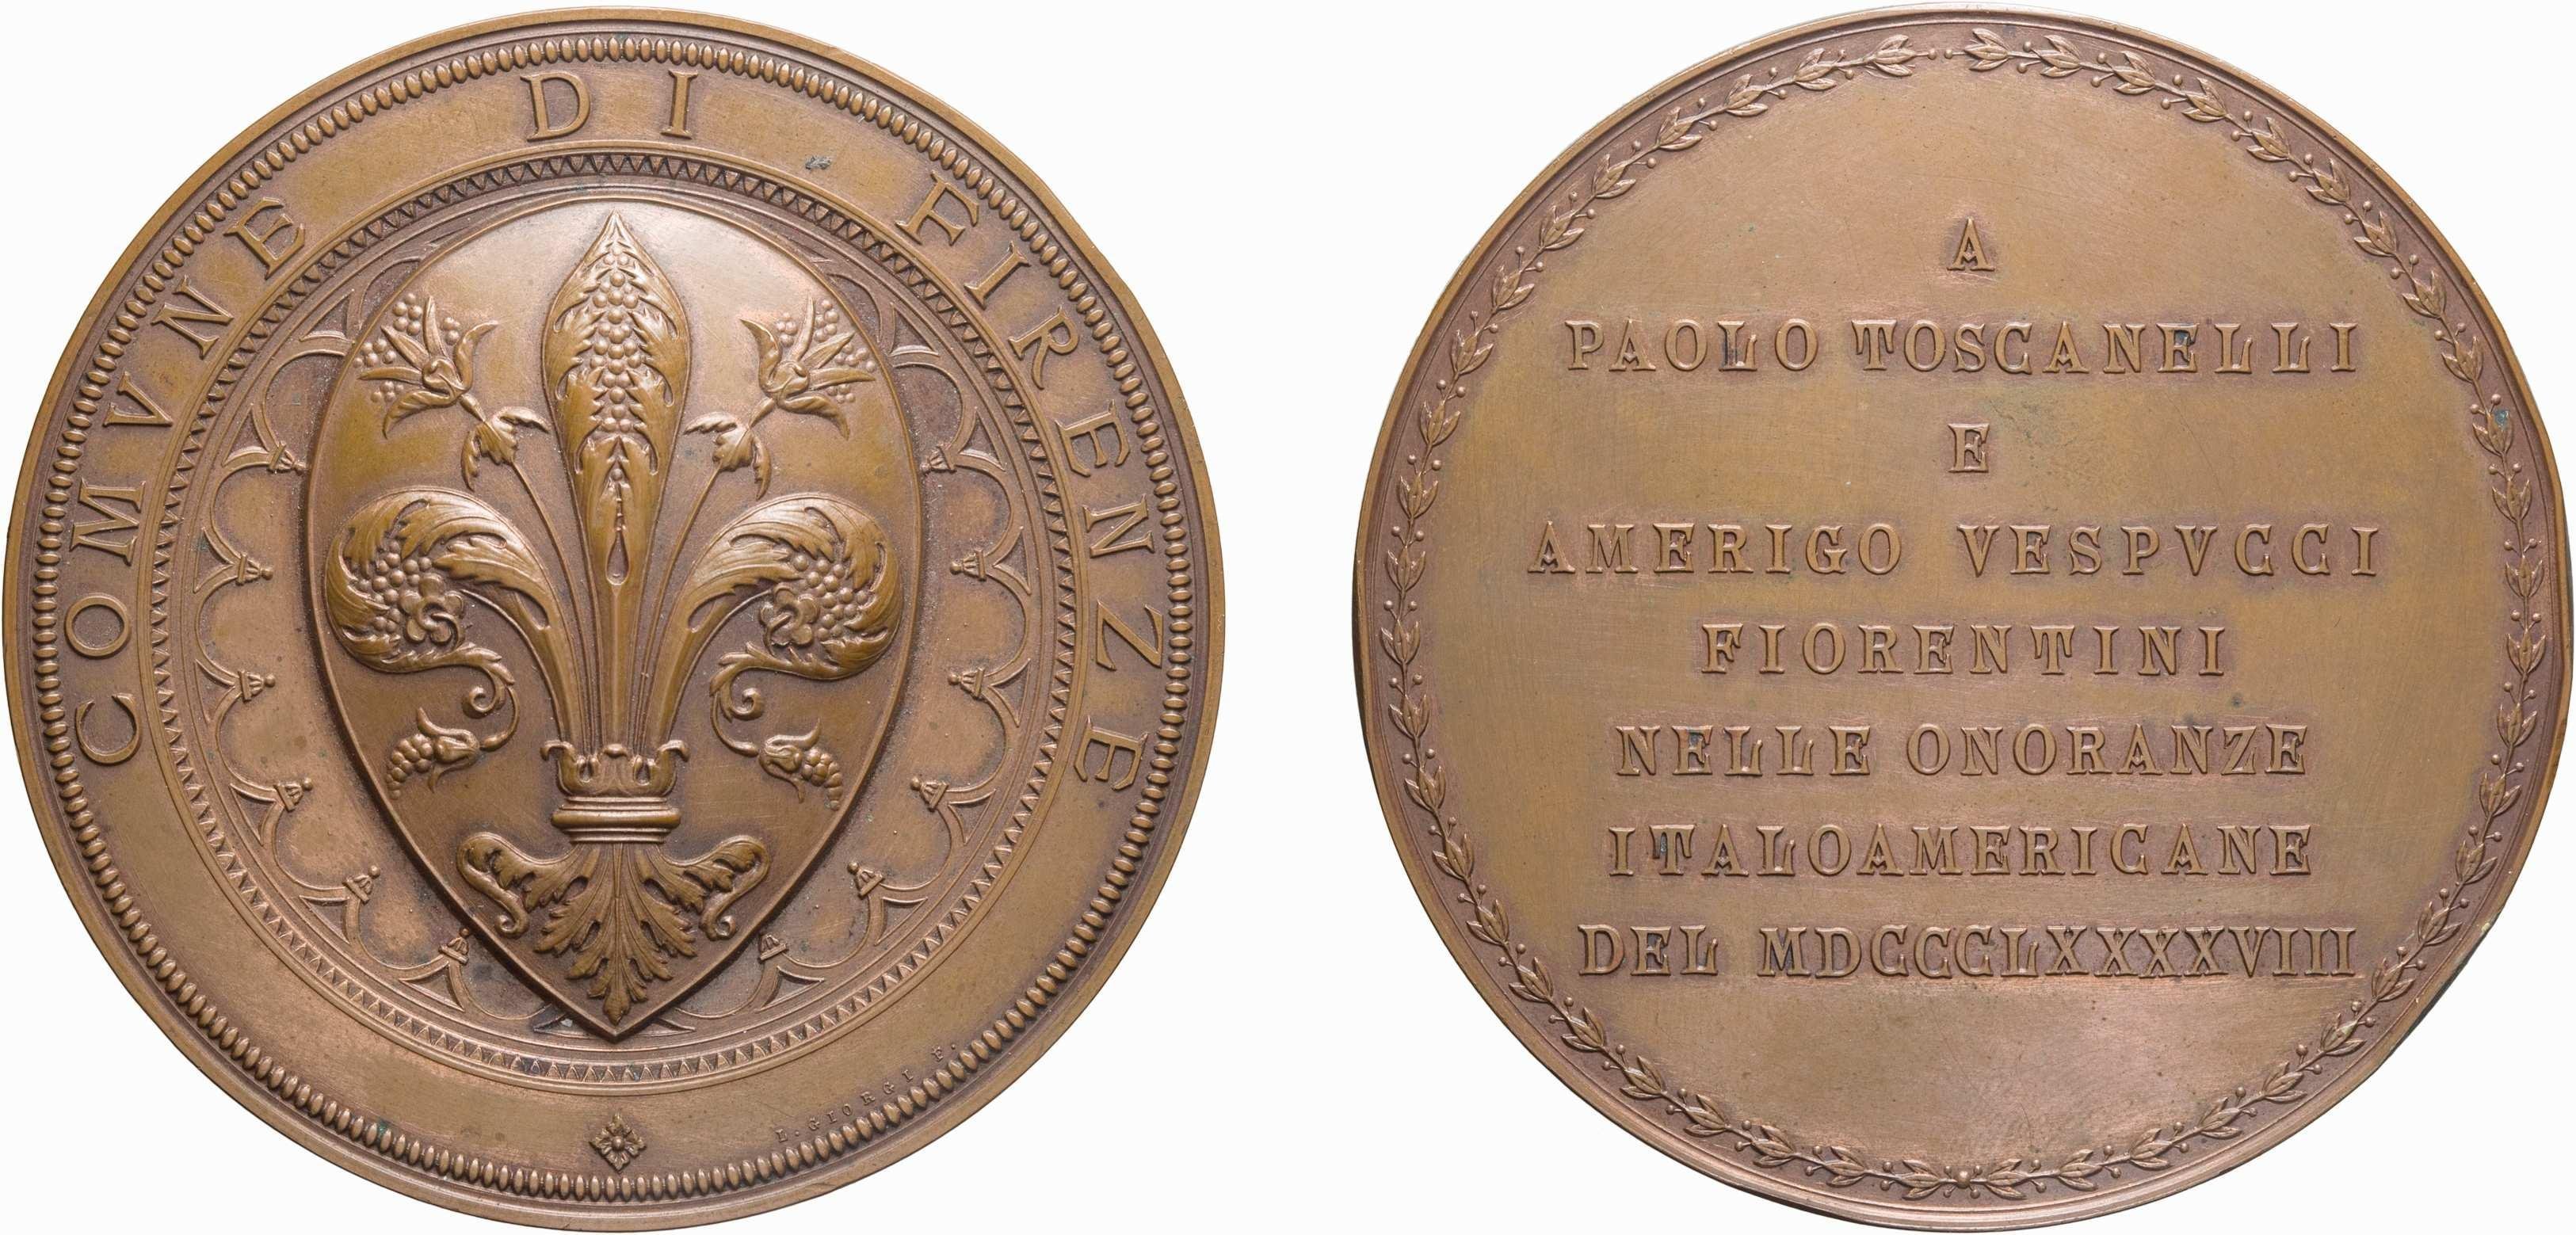 COMVNE DI FIRENZE
L. GIORGI F.
A
PAOLO TOSCANELLI
E
AMERIGO VESPVCCI
FIORENTINI
NELLE ONORANZE
ITALOAMERICANE
DEL MDCCCLXXXXVIII